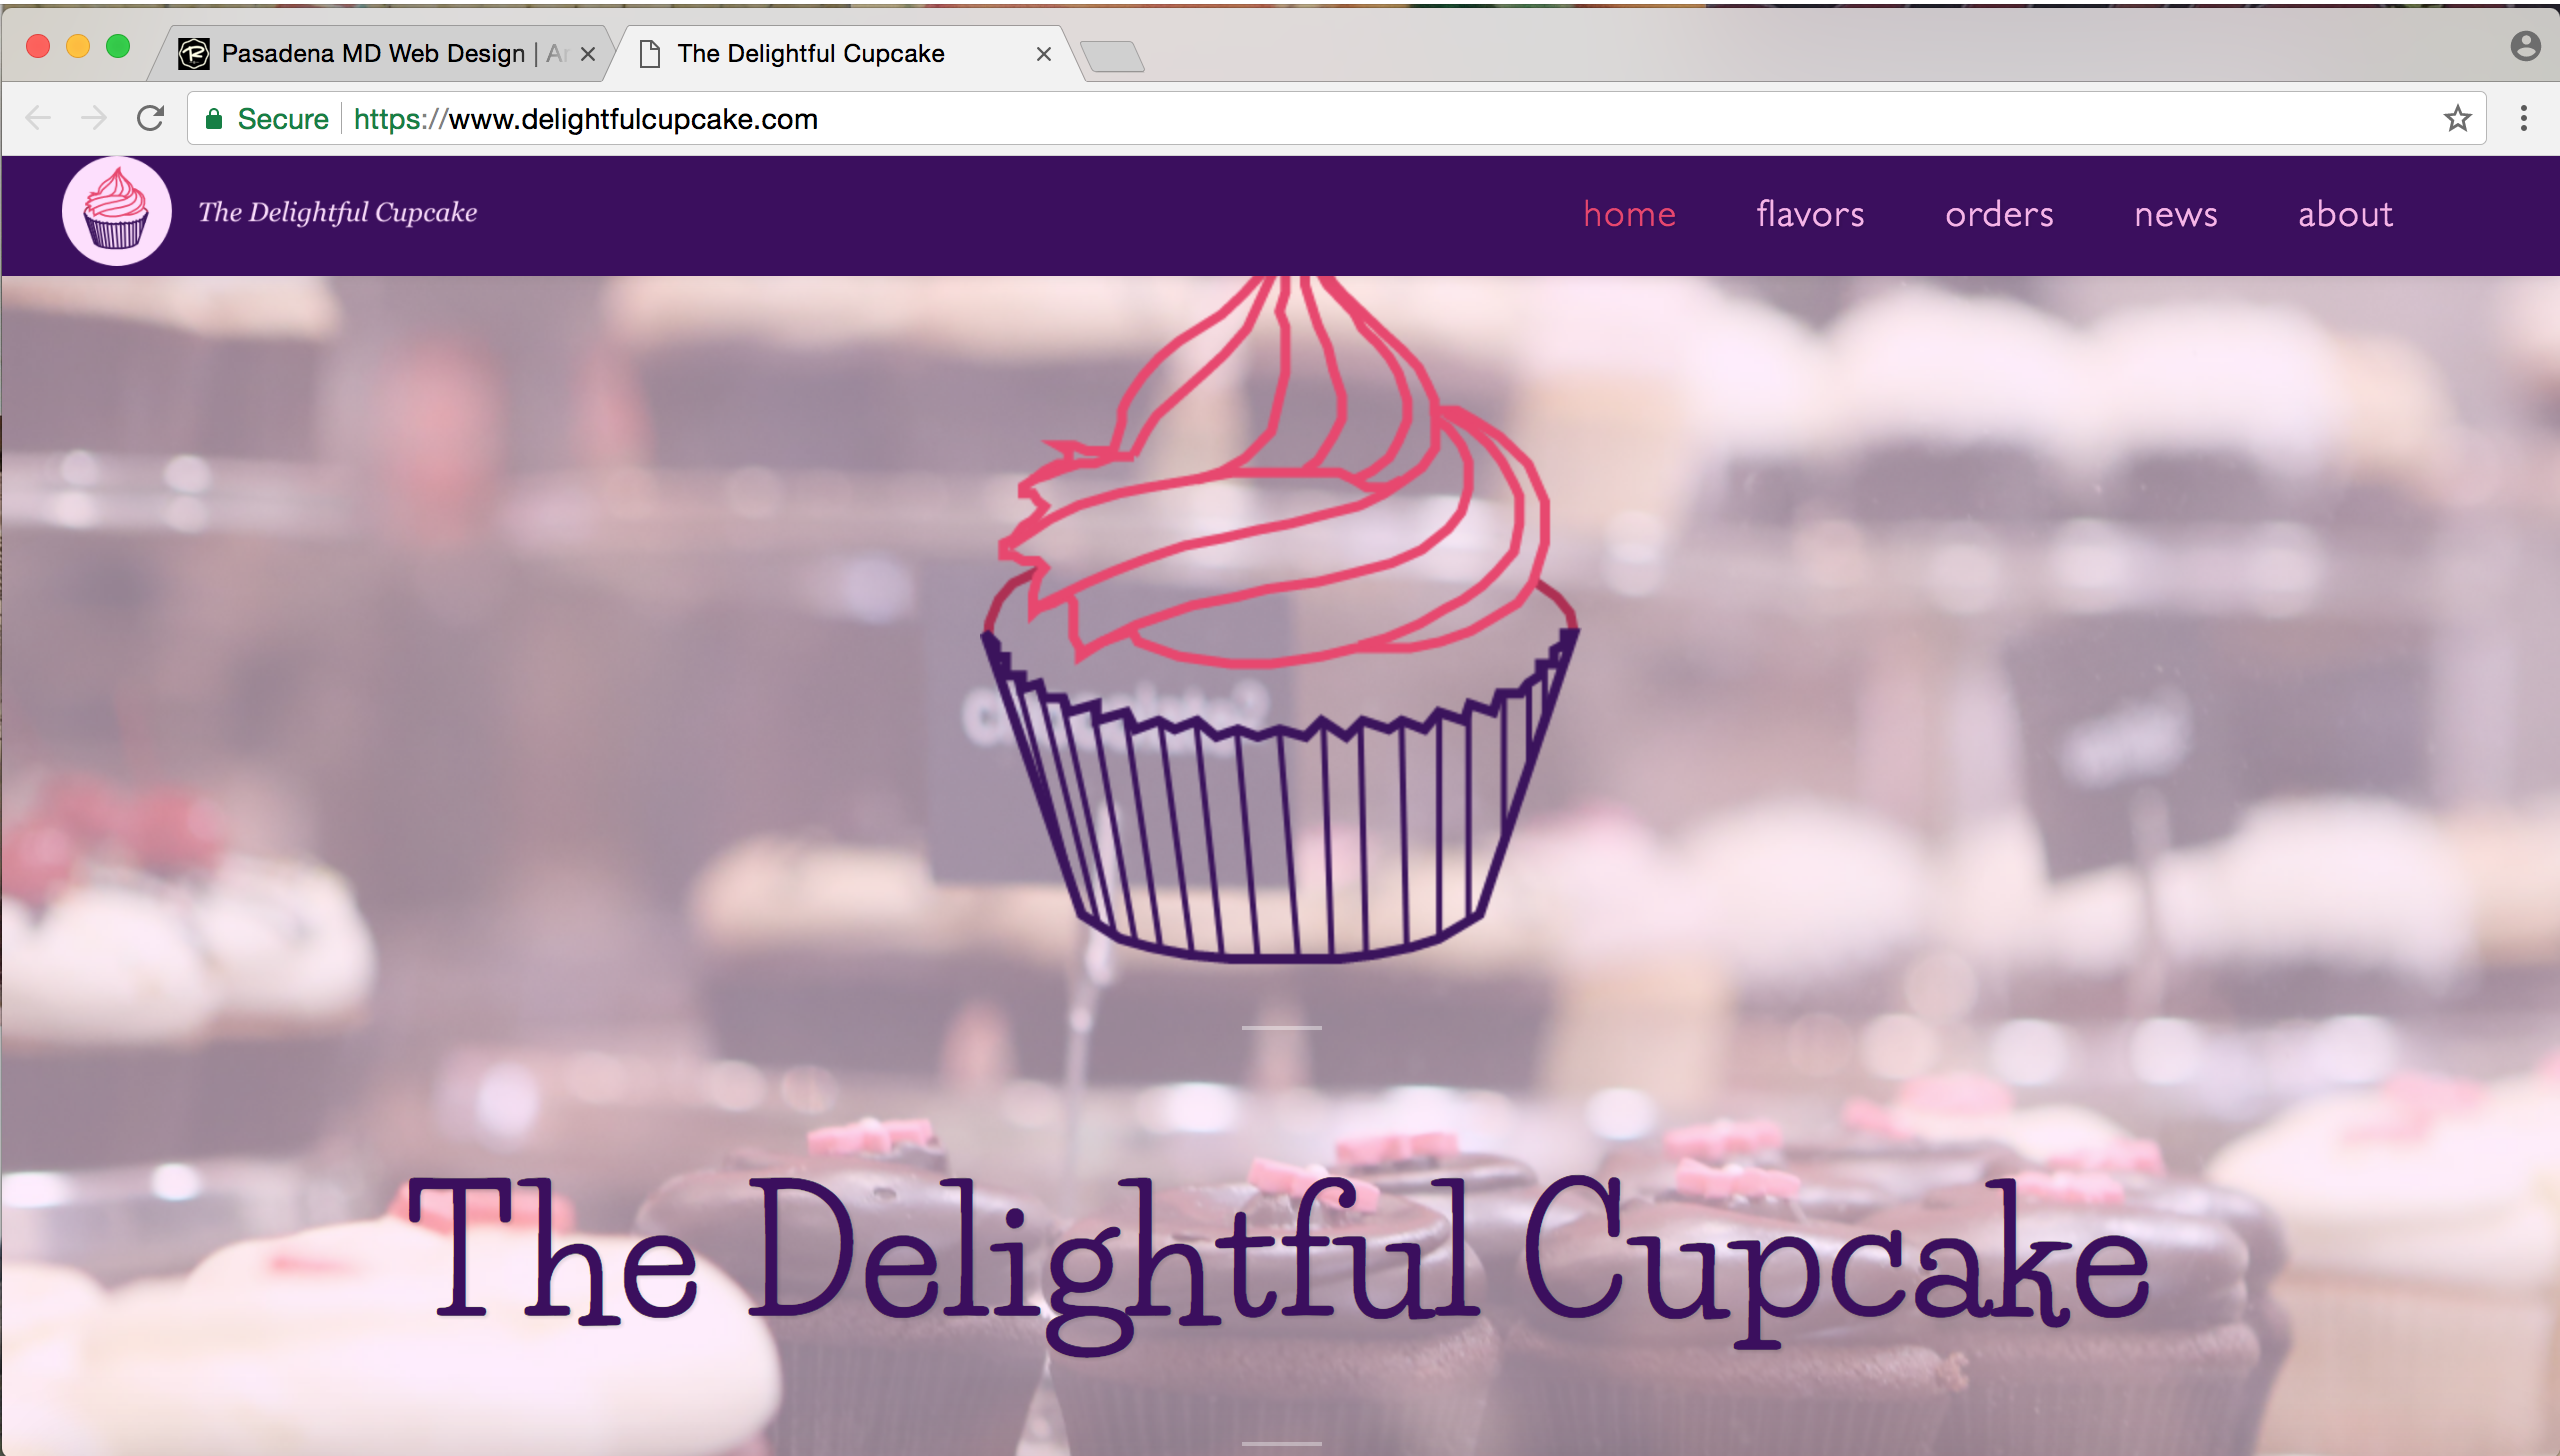 Pasadena MD Web Design |
The Delightful Cupcake
Secure https://www.delightfulcupcake.com
The Delightful Cupcake
home flavors orders news about
The Delightful Cupcake